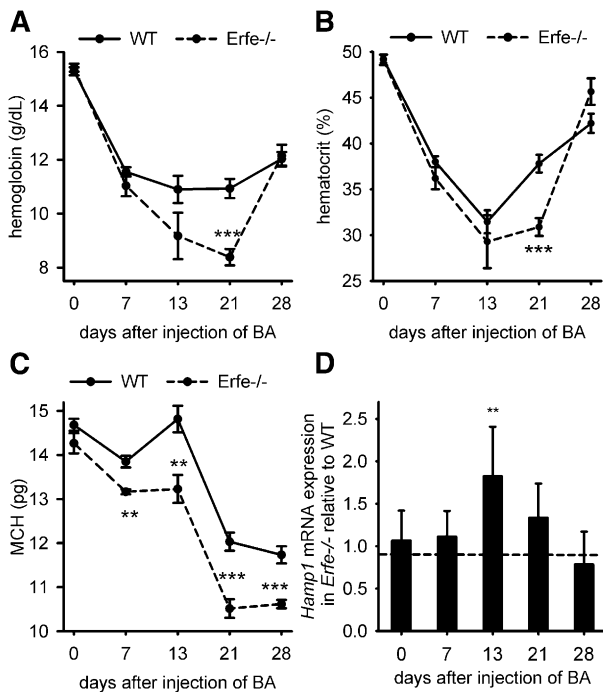 A
WT Erfe-/-
16
14
12
10
8
hemoglobin (g/dL)
***
0 7 13 21 28
days after injection of BA
B
WT Erfe-/-
50
45
40
35
30
25
hematocrit (%)
***
0 7 13 21 28
days after injection of BA
C
WT Erfe-/-
15
14
13
12
11
10
MCH (pg)
**
**
***
***
0 7 13 21 28
days after injection of BA
D
2.5
2.0
1.5
1.0
0.5
0.0
Hamp1 mRNA expression
in Erfe-/- relative to WT
**
0 7 13 21 28
days after injection of BA